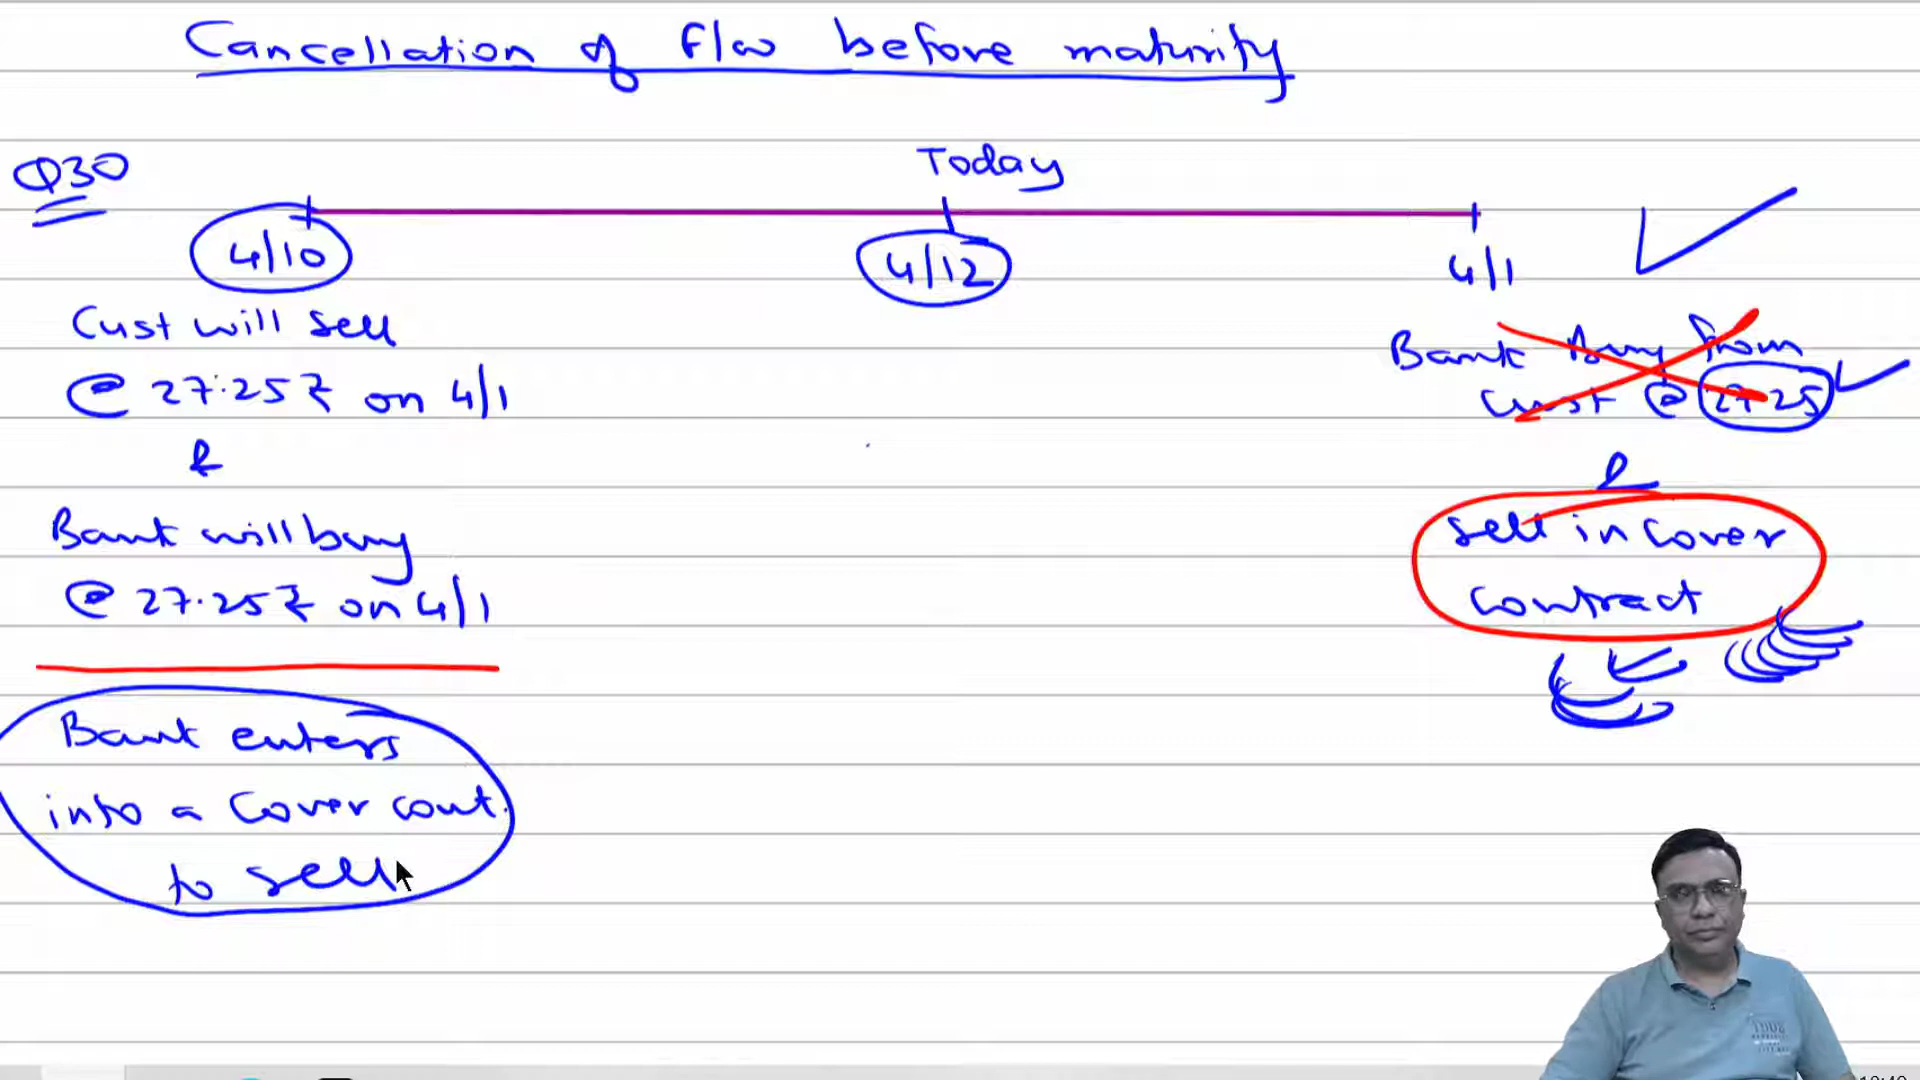 Cancellation of F/w before maturity
Q30
Today
4/10
4/12
4/1
Cust will sell
@ 27.25₹ on 4/1
&
Bank will buy
@ 27.25₹ on 4/1
Bank enters
into a cover cont.
to sell
Bank buy from
Cust @ 27.25
&
sell in cover
contract